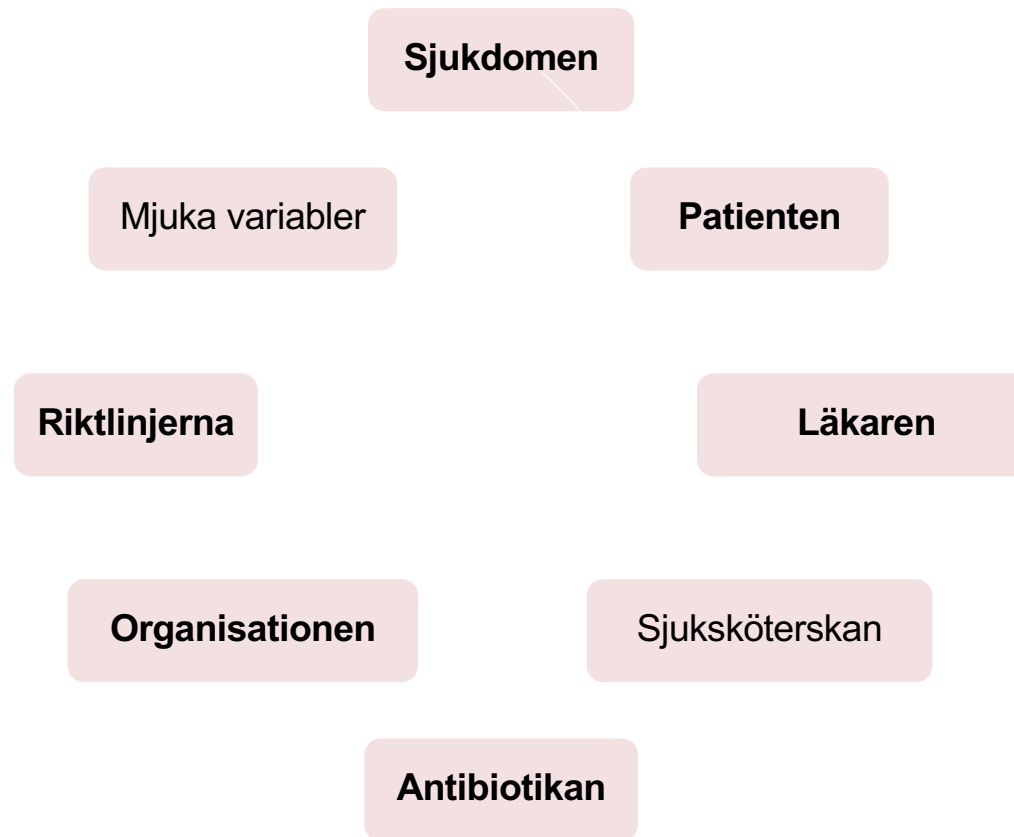 Sjukdomen
Mjuka variabler
Patienten
Riktlinjerna
Läkaren
Organisationen
Sjuksköterskan
Antibiotikan